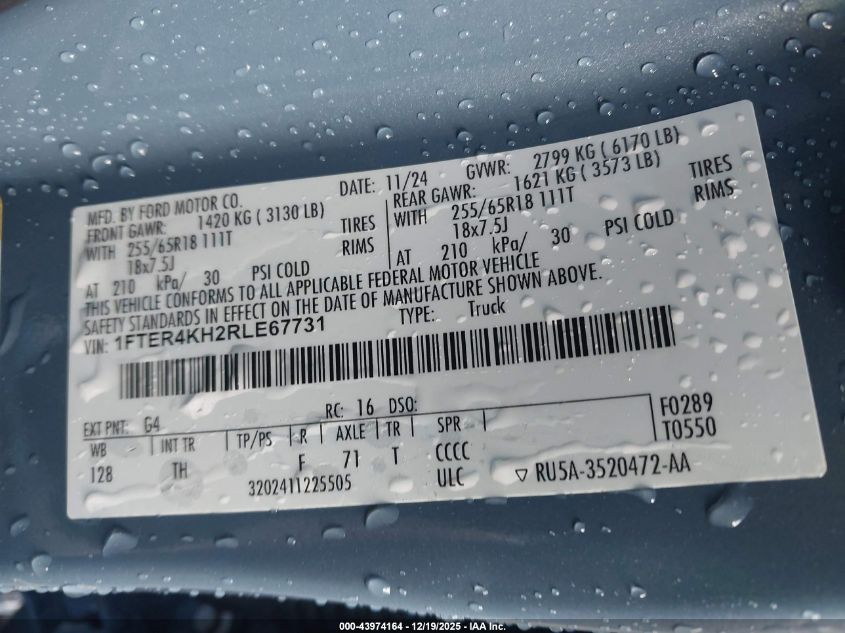 MFD. BY FORD MOTOR CO. DATE: 11/24 GVWR: 2799 KG ( 6170 LB)
FRONT GAWR: 1420 KG ( 3130 LB) REAR GAWR: 1621 KG ( 3573 LB)
WITH 255/65R18 111T TIRES WITH 255/65R18 111T TIRES
18x7.5J RIMS 18x7.5J RIMS
AT 210 kPa/ 30 PSI COLD AT 210 kPa/ 30 PSI COLD
THIS VEHICLE CONFORMS TO ALL APPLICABLE FEDERAL MOTOR VEHICLE
SAFETY STANDARDS IN EFFECT ON THE DATE OF MANUFACTURE SHOWN ABOVE.
VIN: 1FTER4KH2RLE67731 TYPE: Truck
EXT PNT: G4 RC: 16 DSO: F0289
WB INT TR TP/PS R AXLE TR SPR T0550
128 TH F 71 T CCCC
3202411225505 ULC ▽ RU5A-3520472-AA
000-43974164 - 12/19/2025 - IAA Inc.